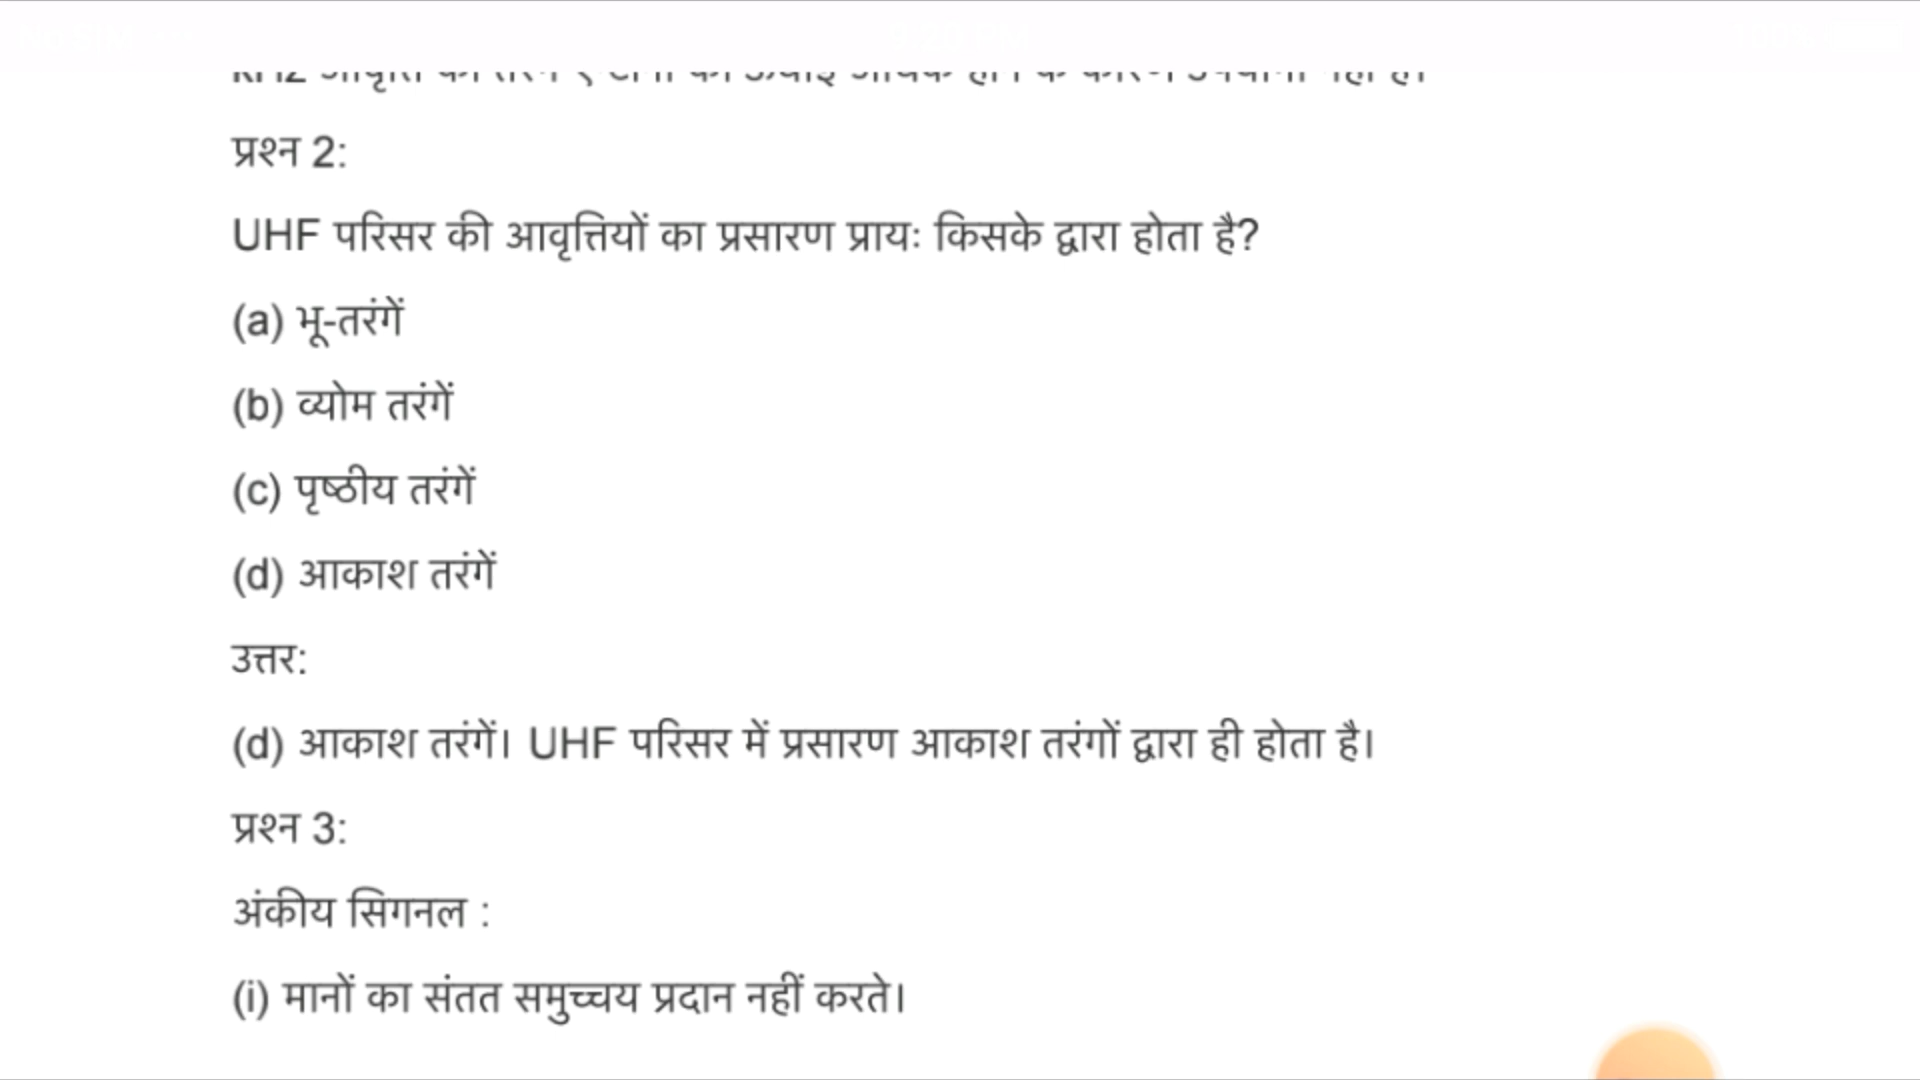 प्रश्न 2:
UHF परिसर की आवृत्तियों का प्रसारण प्रायः किसके द्वारा होता है?
(a) भू-तरंगें
(b) व्योम तरंगें
(c) पृष्ठीय तरंगें
(d) आकाश तरंगें
उत्तर:
(d) आकाश तरंगें। UHF परिसर में प्रसारण आकाश तरंगों द्वारा ही होता है।
प्रश्न 3:
अंकीय सिगनल :
(i) मानों का संतत समुच्चय प्रदान नहीं करते।